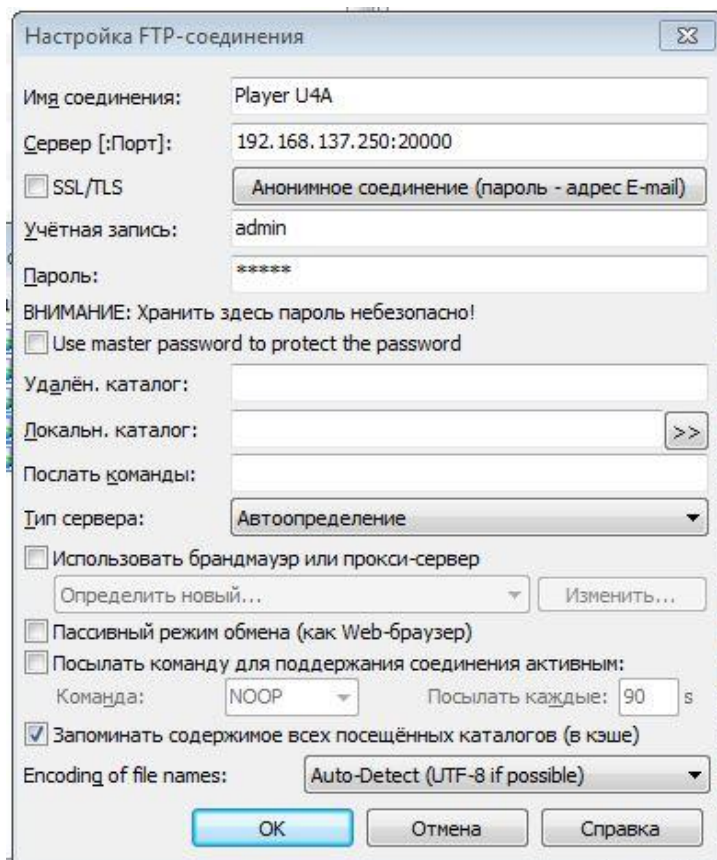 Настройка FTP-соединения
Имя соединения: Player U4A
Сервер [:Порт]: 192.168.137.250:20000
SSL/TLS Анонимное соединение (пароль - адрес E-mail)
Учётная запись: admin
Пароль: *****
ВНИМАНИЕ: Хранить здесь пароль небезопасно!
Use master password to protect the password
Удалён. каталог:
Локальн. каталог: >>
Послать команды:
Тип сервера: Автоопределение
Использовать брандмауэр или прокси-сервер
Определить новый... Изменить...
Пассивный режим обмена (как Web-браузер)
Посылать команду для поддержания соединения активным:
Команда: NOOP Посылать каждые: 90 s
Запоминать содержимое всех посещённых каталогов (в кэше)
Encoding of file names: Auto-Detect (UTF-8 if possible)
OK Отмена Справка